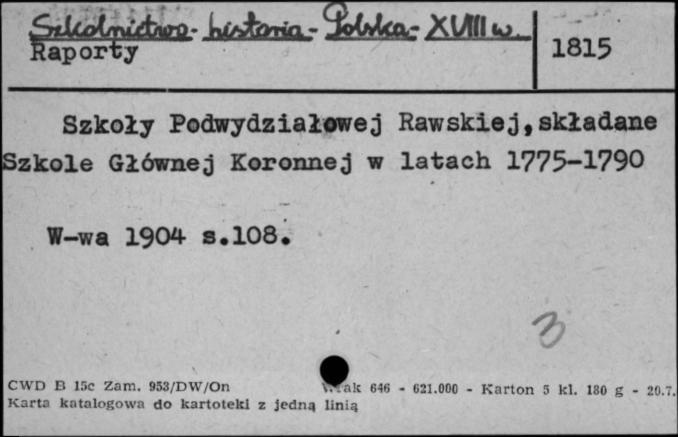 Szkolnictwo - historia - Polska - XVIII w.
Raporty
1815
Szkoły Podwydziałowej Rawskiej,składane
Szkole Głównej Koronnej w latach 1775-1790
W-wa 1904 s.108.
3
CWD B 15c Zam. 953/DW/On
646 - 621.000 - Karton 5 kl. 180 g - 20.7.
Karta katalogowa do kartoteki z jedną linią